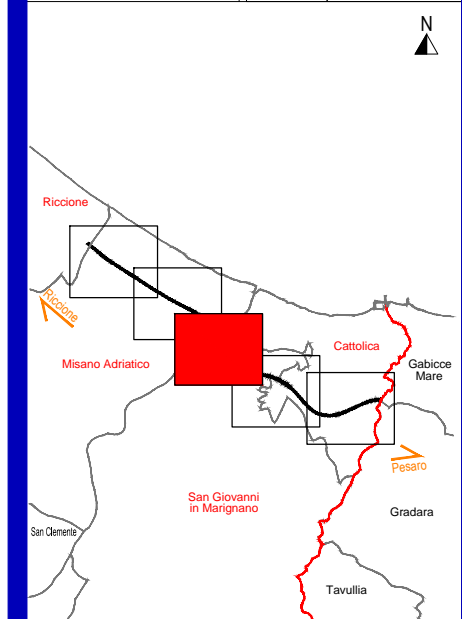 N
Riccione
Riccione
Misano Adriatico
Cattolica
Gabicce
Mare
Pesaro
San Giovanni
in Marignano
Gradara
San Clemente
Tavullia